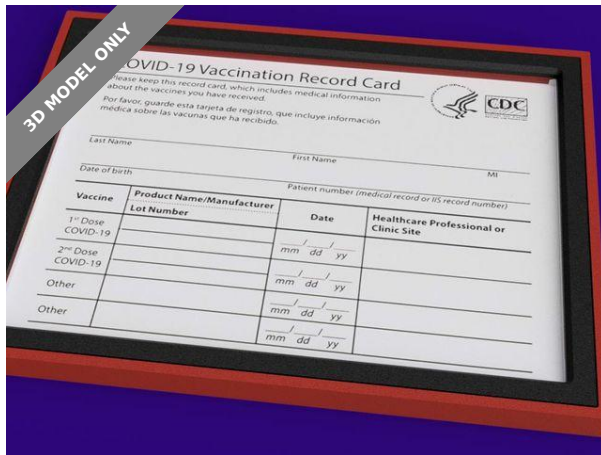 3D MODEL ONLY
COVID-19 Vaccination Record Card
Please keep this record card, which includes medical information
about the vaccines you have received.
Por favor, guarde esta tarjeta de registro, que incluye información
médica sobre las vacunas que ha recibido.
CDC
Last Name
First Name
MI
Date of birth
Patient number (medical record or IIS record number)
Vaccine
Product Name/Manufacturer
Lot Number
Date
Healthcare Professional or
Clinic Site
1st Dose
COVID-19
mm dd yy
2nd Dose
COVID-19
mm dd yy
Other
mm dd yy
Other
mm dd yy